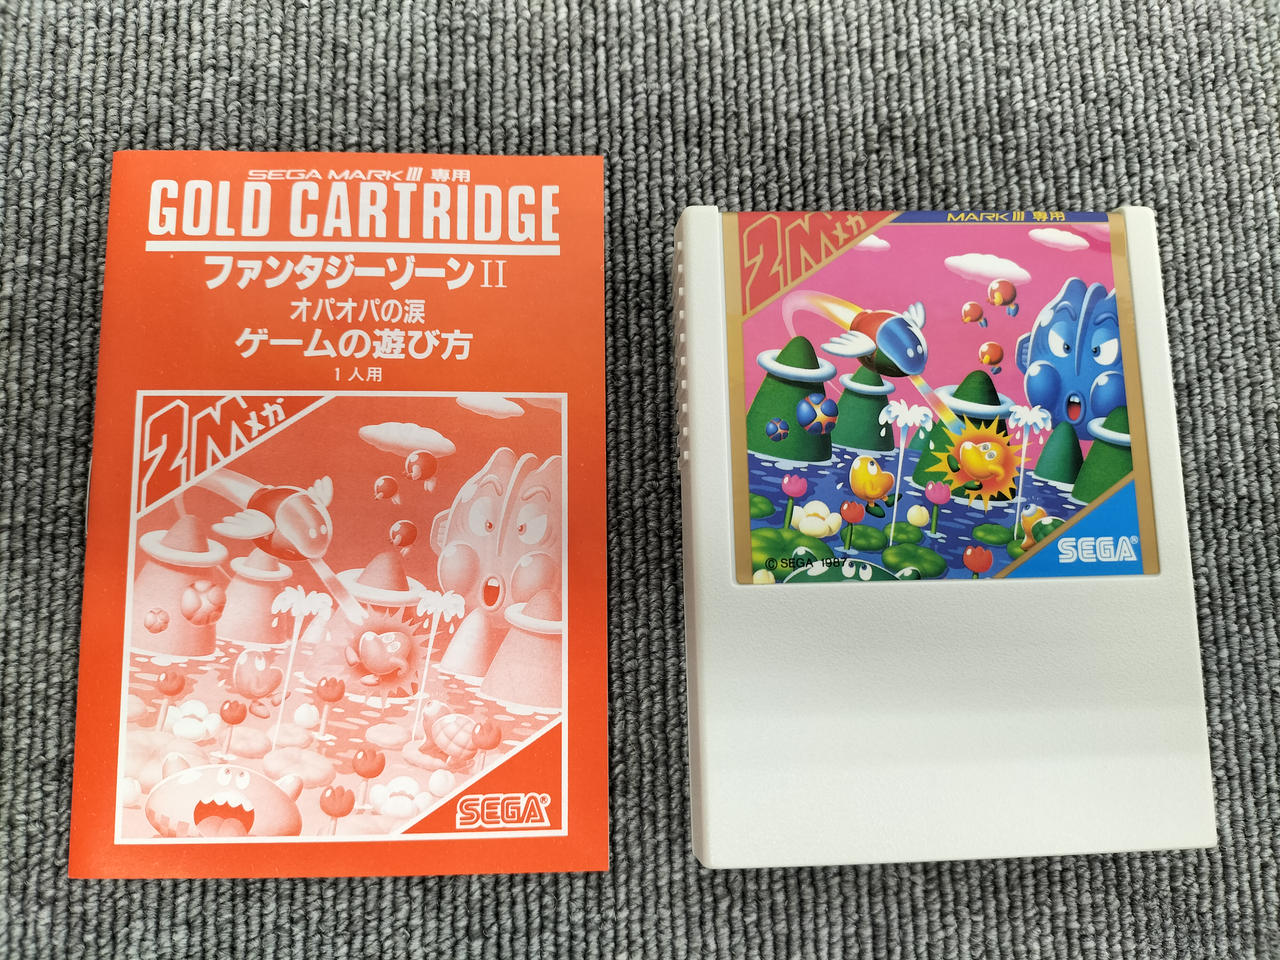 SEGA MARK III 専用
GOLD CARTRIDGE
ファンタジーゾーンII
オパオパの涙
ゲームの遊び方
1人用
2Mメガ
SEGA®
2Mメガ
MARK III 専用
SEGA®
© SEGA 1987